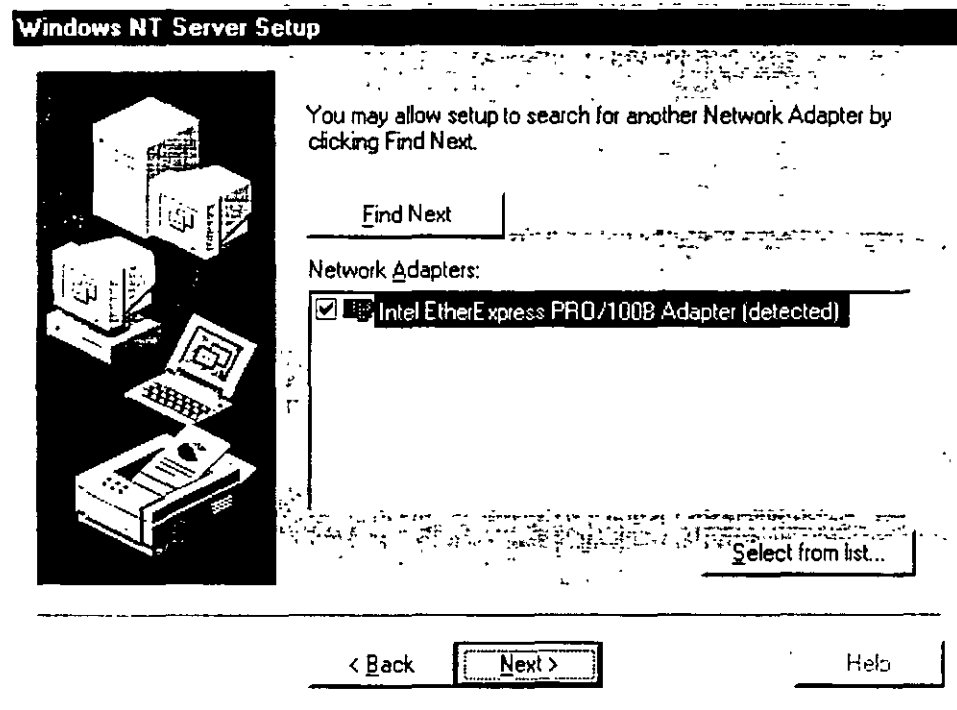 Windows NT Server Setup
You may allow setup to search for another Network Adapter by
clicking Find Next.
Find Next
Network Adapters:
Intel EtherExpress PRO/100B Adapter (detected)
Select from list...
< Back
Next >
Help